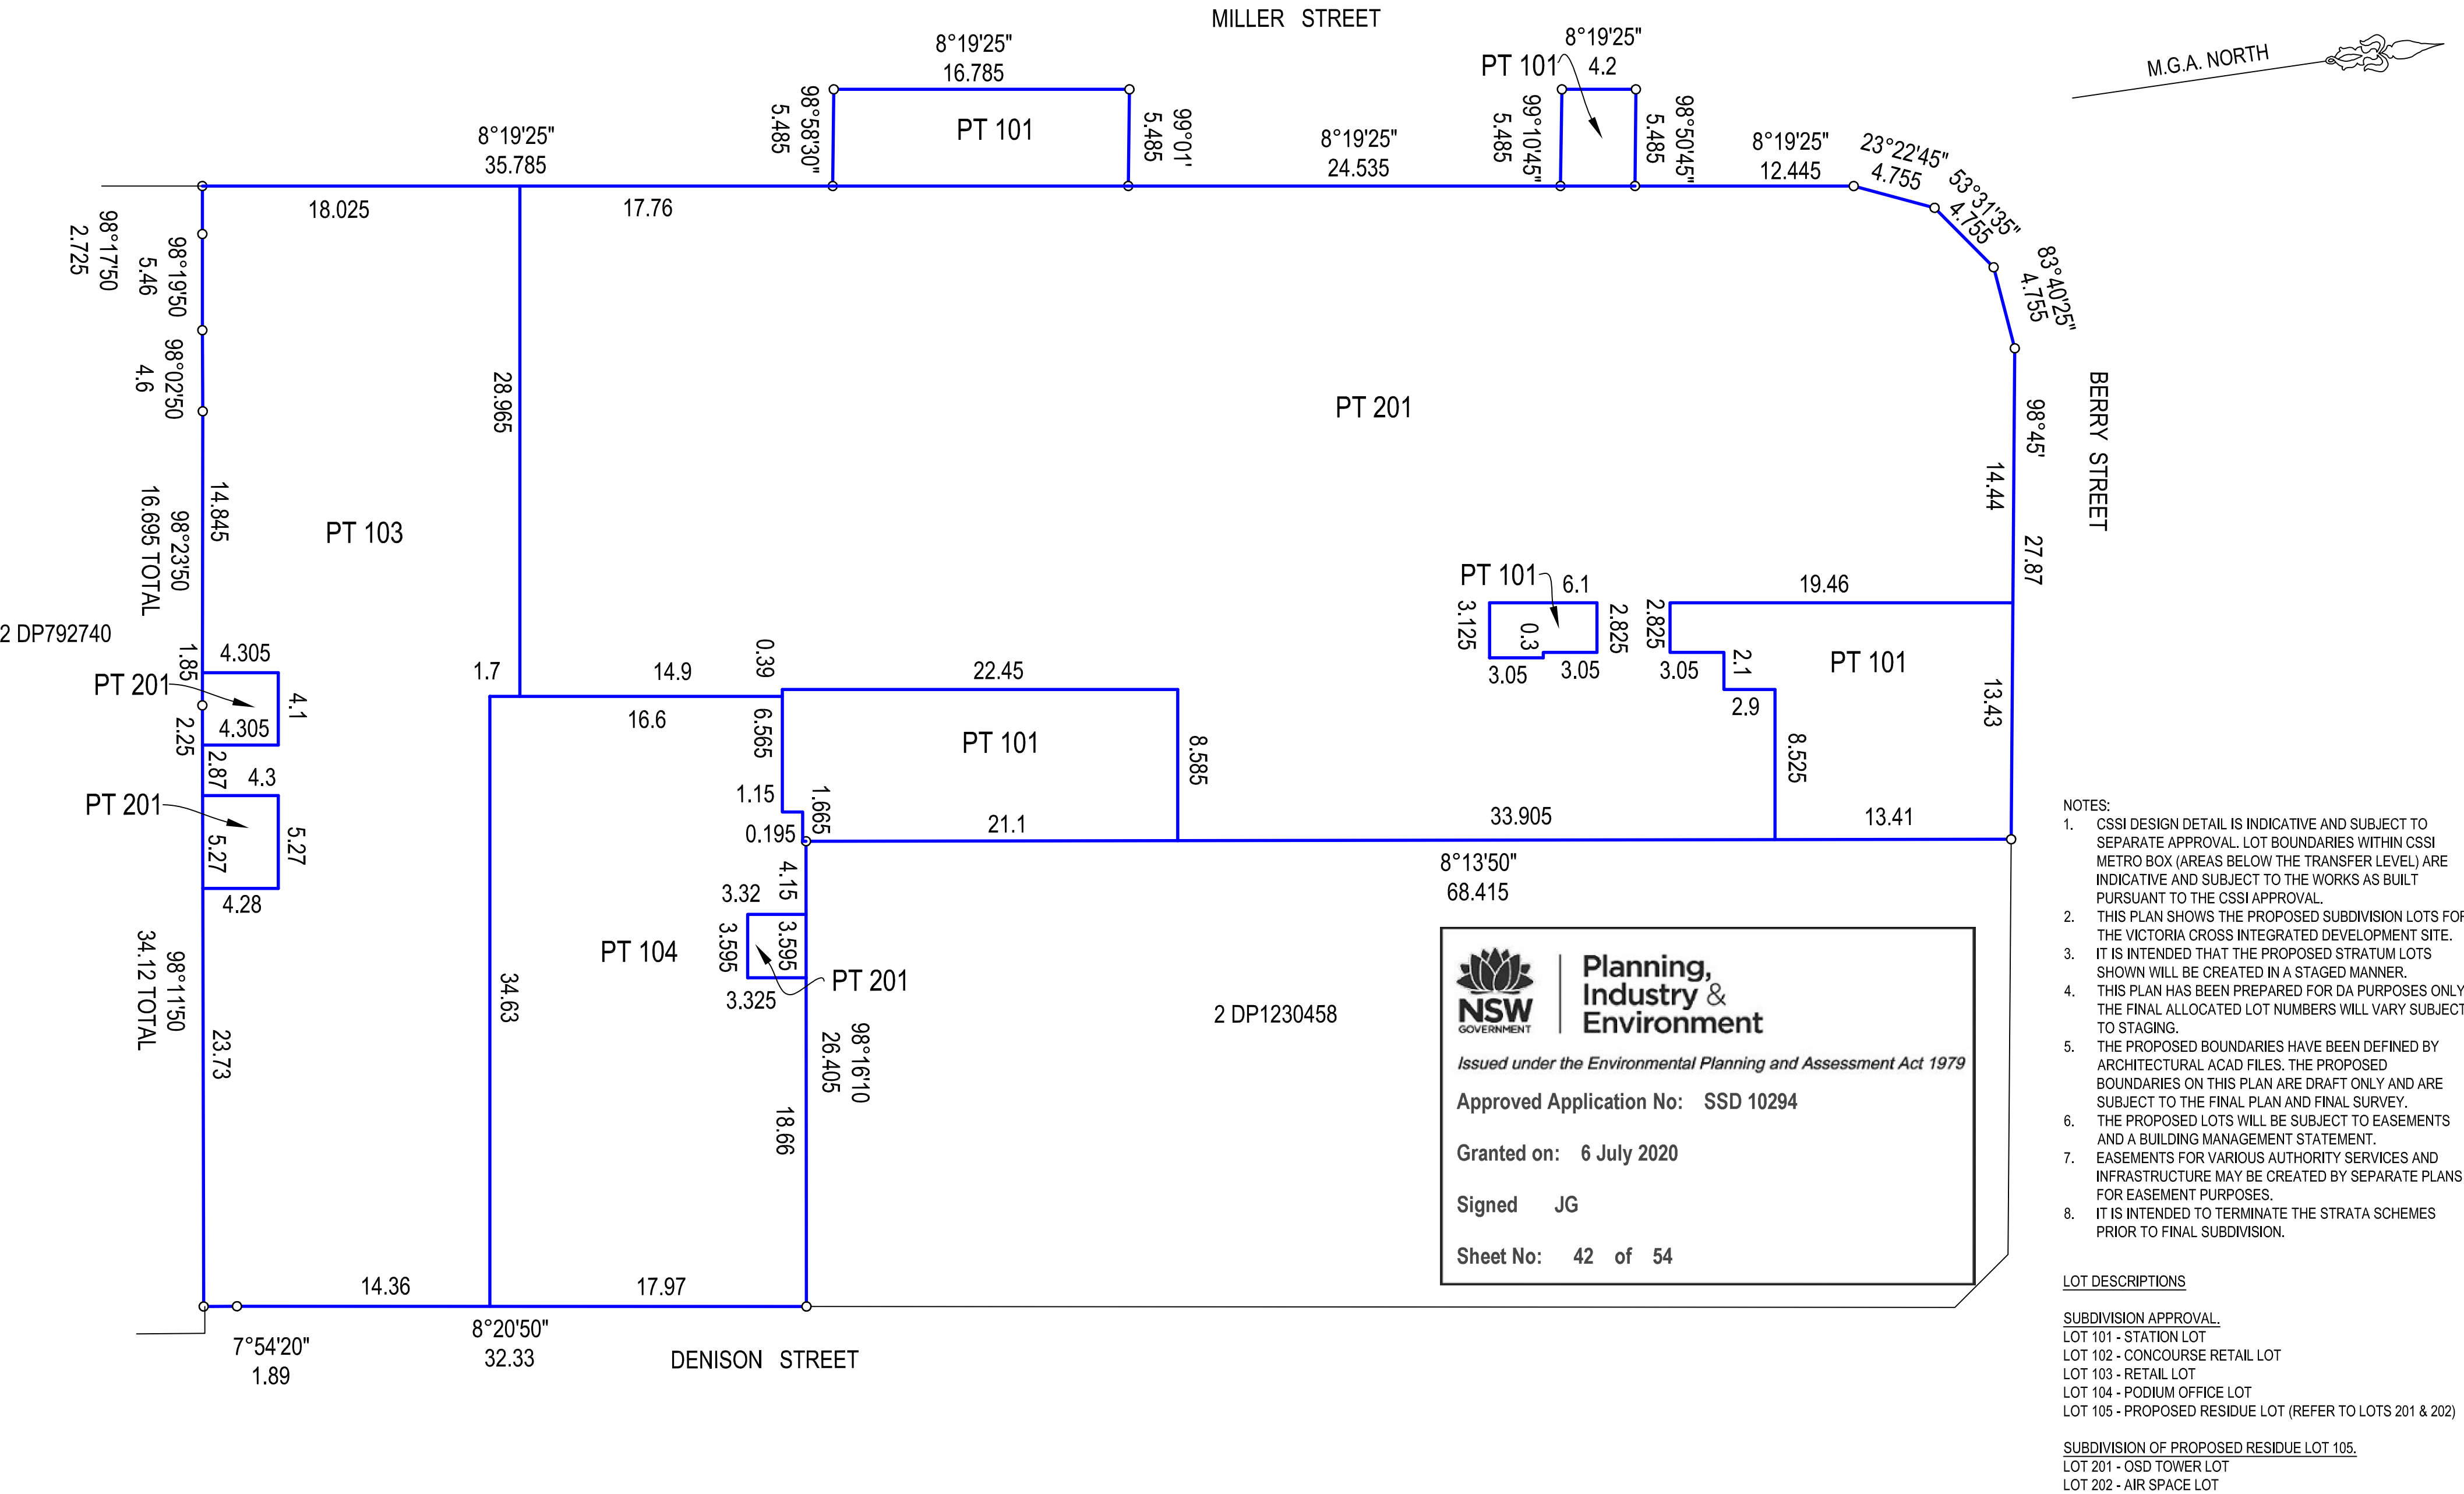 MILLER STREET
M.G.A. NORTH
8°19'25"
16.785
8°19'25"
4.2
PT 101
98°58'30"
5.485
PT 101
99°01'
5.485
99°10'45"
5.485
98°50'45"
5.485
8°19'25"
35.785
8°19'25"
24.535
8°19'25"
12.445
23°22'45"
4.755
53°31'35"
4.755
83°40'25"
4.755
18.025
17.76
98°17'50
2.725
98°19'50
5.46
98°02'50
4.6
28.965
PT 201
BERRY STREET
98°45'
14.44
27.87
PT 103
14.845
98°23'50
16.695 TOTAL
2 DP792740
1.85
4.305
PT 201
4.1
4.305
2.25
2.87
4.3
PT 201
5.27
5.27
4.28
98°11'50
34.12 TOTAL
23.73
1.7
14.9
0.39
16.6
22.45
6.565
PT 101
8.585
1.15
1.665
0.195
21.1
PT 101
6.1
3.125
0.3
2.825
3.05
3.05
19.46
2.825
3.05
2.1
2.9
PT 101
13.43
8.525
33.905
13.41
8°13'50"
68.415
4.15
3.32
3.595
3.595
3.325
PT 201
PT 104
34.63
98°16'10
26.405
18.66
2 DP1230458
14.36
17.97
7°54'20"
1.89
8°20'50"
32.33
DENISON STREET
NSW
GOVERNMENT
Planning,
Industry &
Environment
Issued under the Environmental Planning and Assessment Act 1979
Approved Application No: SSD 10294
Granted on: 6 July 2020
Signed JG
Sheet No: 42 of 54
NOTES:
1. CSSI DESIGN DETAIL IS INDICATIVE AND SUBJECT TO
SEPARATE APPROVAL. LOT BOUNDARIES WITHIN CSSI
METRO BOX (AREAS BELOW THE TRANSFER LEVEL) ARE
INDICATIVE AND SUBJECT TO THE WORKS AS BUILT
PURSUANT TO THE CSSI APPROVAL.
2. THIS PLAN SHOWS THE PROPOSED SUBDIVISION LOTS FOR
THE VICTORIA CROSS INTEGRATED DEVELOPMENT SITE.
3. IT IS INTENDED THAT THE PROPOSED STRATUM LOTS
SHOWN WILL BE CREATED IN A STAGED MANNER.
4. THIS PLAN HAS BEEN PREPARED FOR DA PURPOSES ONLY
THE FINAL ALLOCATED LOT NUMBERS WILL VARY SUBJECT
TO STAGING.
5. THE PROPOSED BOUNDARIES HAVE BEEN DEFINED BY
ARCHITECTURAL ACAD FILES. THE PROPOSED
BOUNDARIES ON THIS PLAN ARE DRAFT ONLY AND ARE
SUBJECT TO THE FINAL PLAN AND FINAL SURVEY.
6. THE PROPOSED LOTS WILL BE SUBJECT TO EASEMENTS
AND A BUILDING MANAGEMENT STATEMENT.
7. EASEMENTS FOR VARIOUS AUTHORITY SERVICES AND
INFRASTRUCTURE MAY BE CREATED BY SEPARATE PLANS
FOR EASEMENT PURPOSES.
8. IT IS INTENDED TO TERMINATE THE STRATA SCHEMES
PRIOR TO FINAL SUBDIVISION.
LOT DESCRIPTIONS
SUBDIVISION APPROVAL.
LOT 101 - STATION LOT
LOT 102 - CONCOURSE RETAIL LOT
LOT 103 - RETAIL LOT
LOT 104 - PODIUM OFFICE LOT
LOT 105 - PROPOSED RESIDUE LOT (REFER TO LOTS 201 & 202)
SUBDIVISION OF PROPOSED RESIDUE LOT 105.
LOT 201 - OSD TOWER LOT
LOT 202 - AIR SPACE LOT